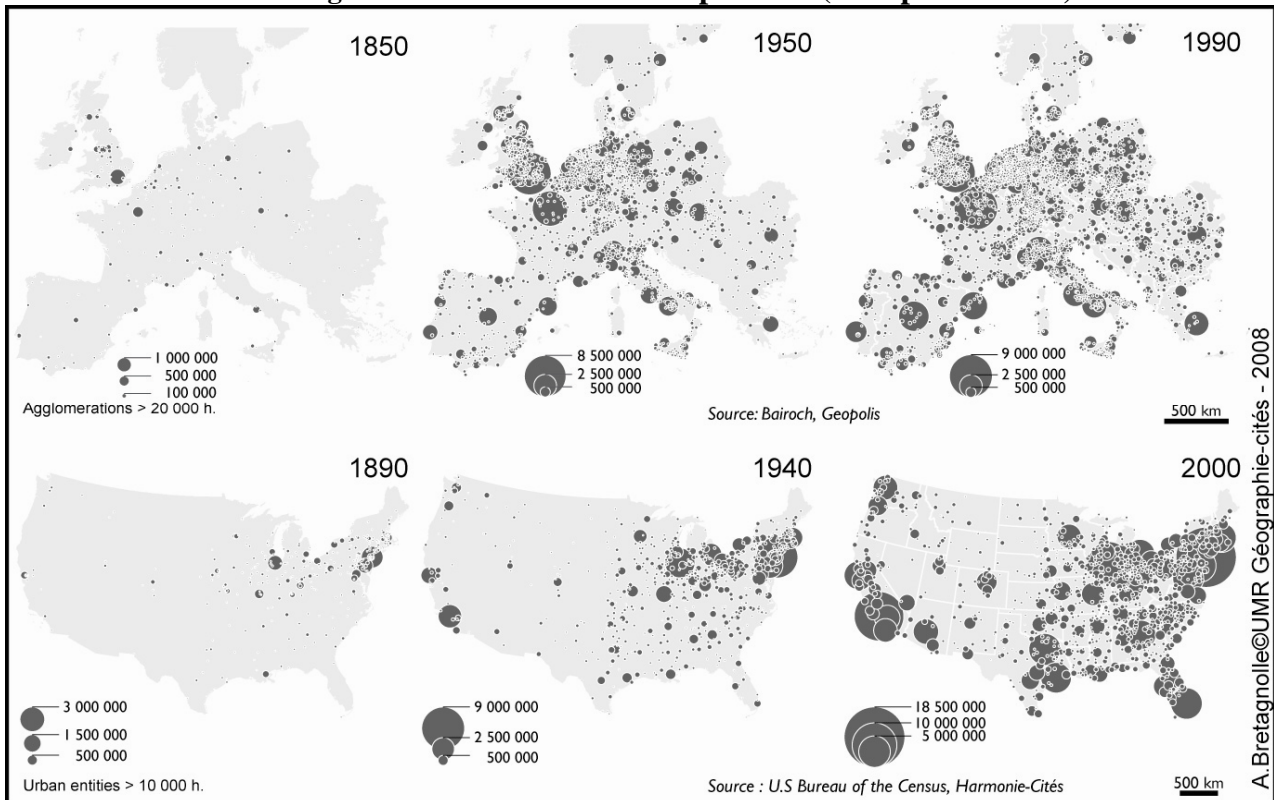 1850
1950
1990
1 000 000
500 000
100 000
Agglomerations > 20 000 h.
8 500 000
2 500 000
500 000
9 000 000
2 500 000
500 000
Source: Bairoch, Geopolis
500 km
1890
1940
2000
3 000 000
1 500 000
500 000
Urban entities > 10 000 h.
9 000 000
2 500 000
500 000
18 500 000
10 000 000
5 000 000
Source : U.S Bureau of the Census, Harmonie-Cités
500 km
A.Bretagnolle©UMR Géographie-cités - 2008